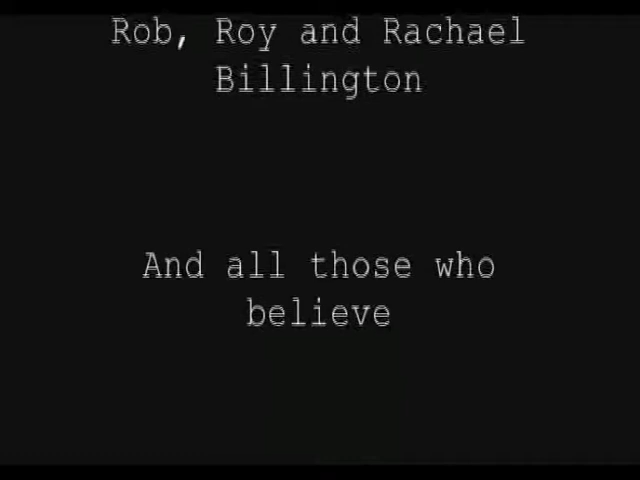 Rob, Roy and Rachael
Billington
And all those who
believe